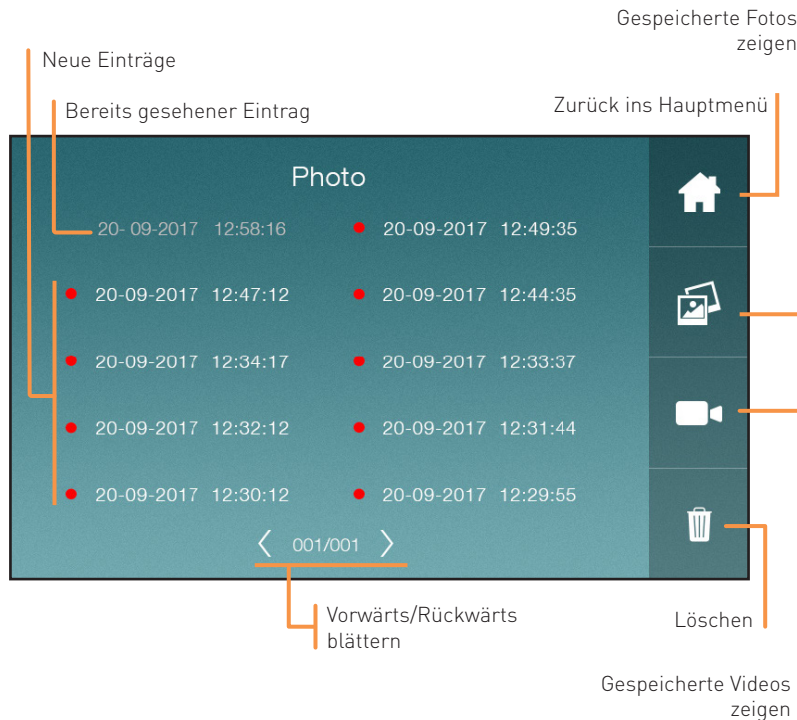 Gespeicherte Fotos
zeigen
Neue Einträge
Bereits gesehener Eintrag
Zurück ins Hauptmenü
Photo
20- 09-2017 12:58:16
20-09-2017 12:49:35
20-09-2017 12:47:12
20-09-2017 12:44:35
20-09-2017 12:34:17
20-09-2017 12:33:37
20-09-2017 12:32:12
20-09-2017 12:31:44
20-09-2017 12:30:12
20-09-2017 12:29:55
001/001
Vorwärts/Rückwärts
blättern
Löschen
Gespeicherte Videos
zeigen